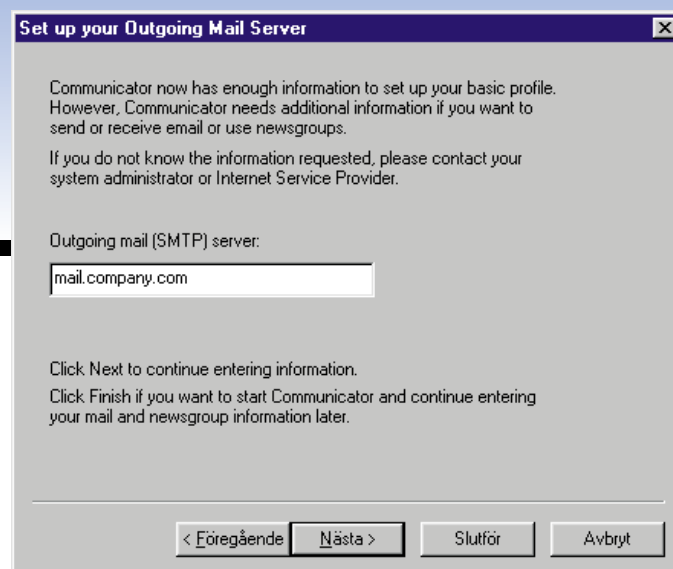 Set up your Outgoing Mail Server
Communicator now has enough information to set up your basic profile.
However, Communicator needs additional information if you want to
send or receive email or use newsgroups.
If you do not know the information requested, please contact your
system administrator or Internet Service Provider.
Outgoing mail (SMTP) server:
mail.company.com
Click Next to continue entering information.
Click Finish if you want to start Communicator and continue entering
your mail and newsgroup information later.
< Föregående Nästa > Slutför Avbryt